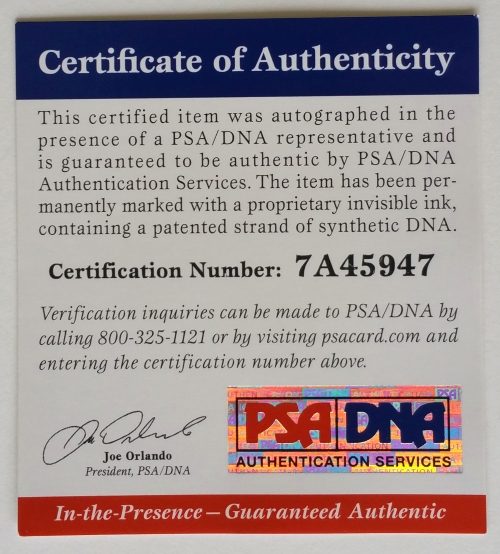 Certificate of Authenticity
This certified item was autographed in the
presence of a PSA/DNA representative and
is guaranteed to be authentic by PSA/DNA
Authentication Services. The item has been per-
manently marked with a proprietary invisible ink,
containing a patented strand of synthetic DNA.
Certification Number: 7A45947
Verification inquiries can be made to PSA/DNA by
calling 800-325-1121 or by visiting psacard.com and
entering the certification number above.
PSA DNA
AUTHENTICATION SERVICES
Joe Orlando
President, PSA/DNA
In-the-Presence – Guaranteed Authentic